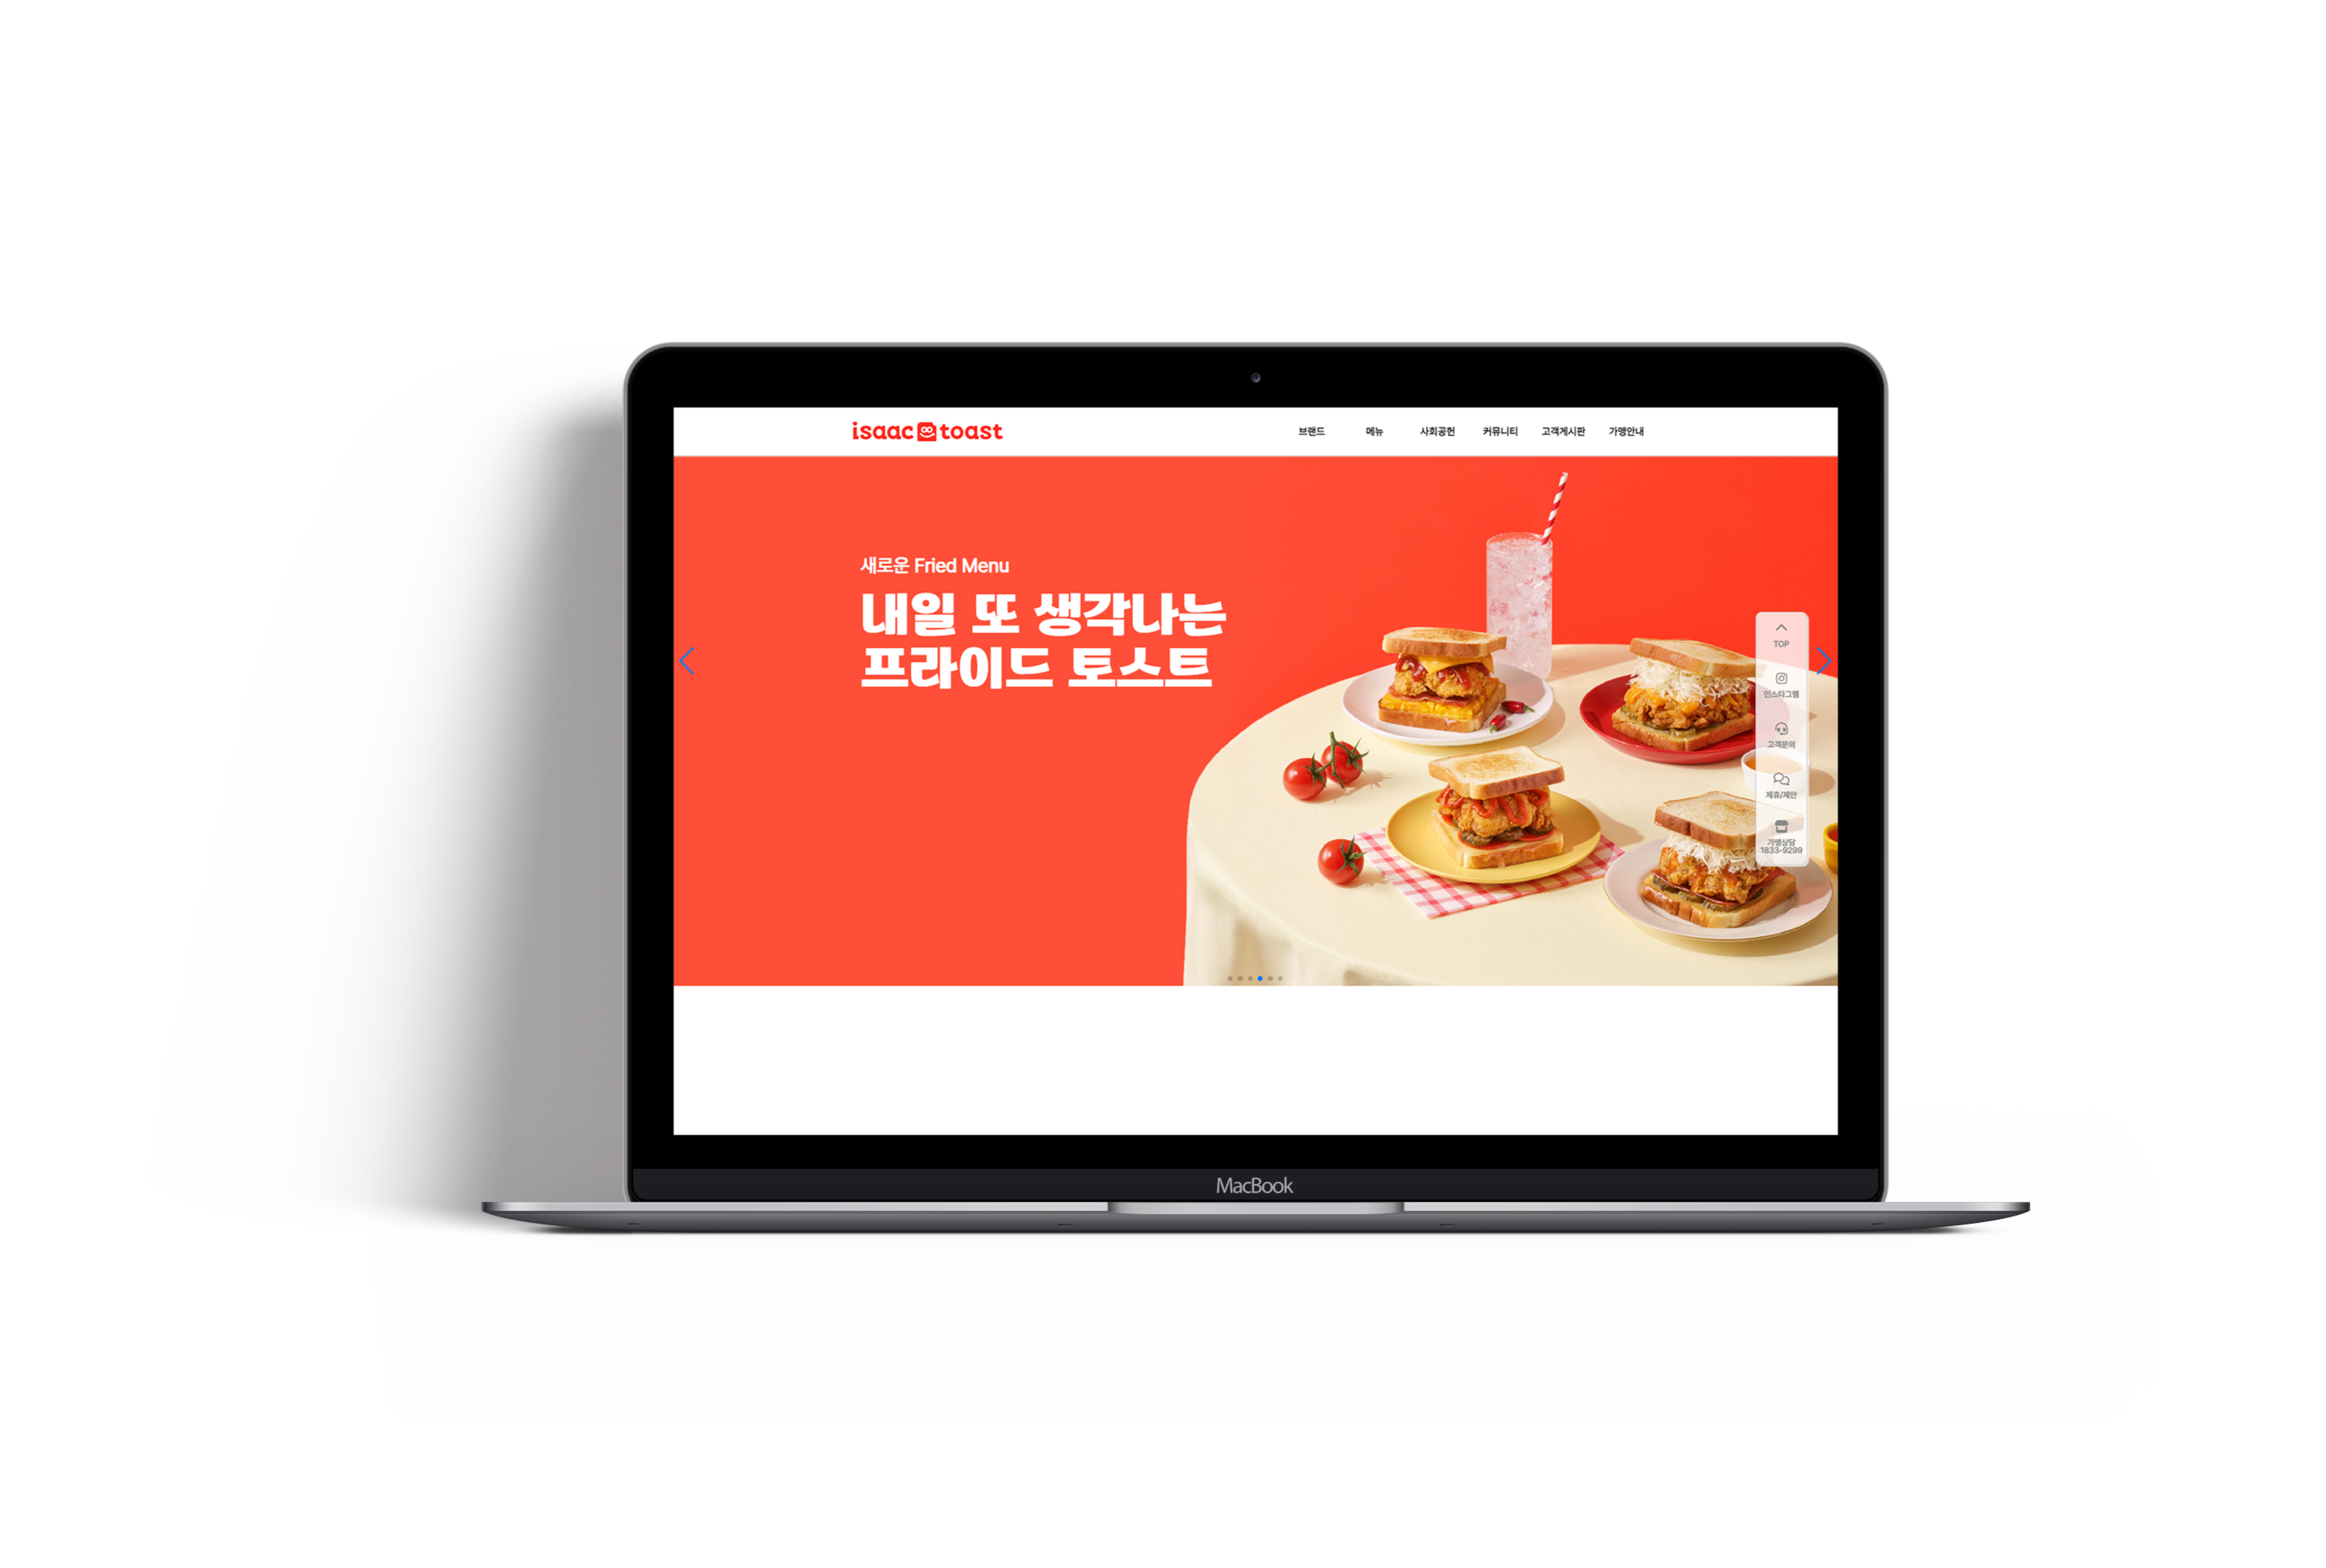 isaac toast
브랜드 메뉴 사회공헌 커뮤니티 고객게시판 가맹안내
새로운 Fried Menu
내일 또 생각나는
프라이드 토스트
TOP
인스타그램
고객문의
제휴/제안
가맹상담
1833-9299
MacBook